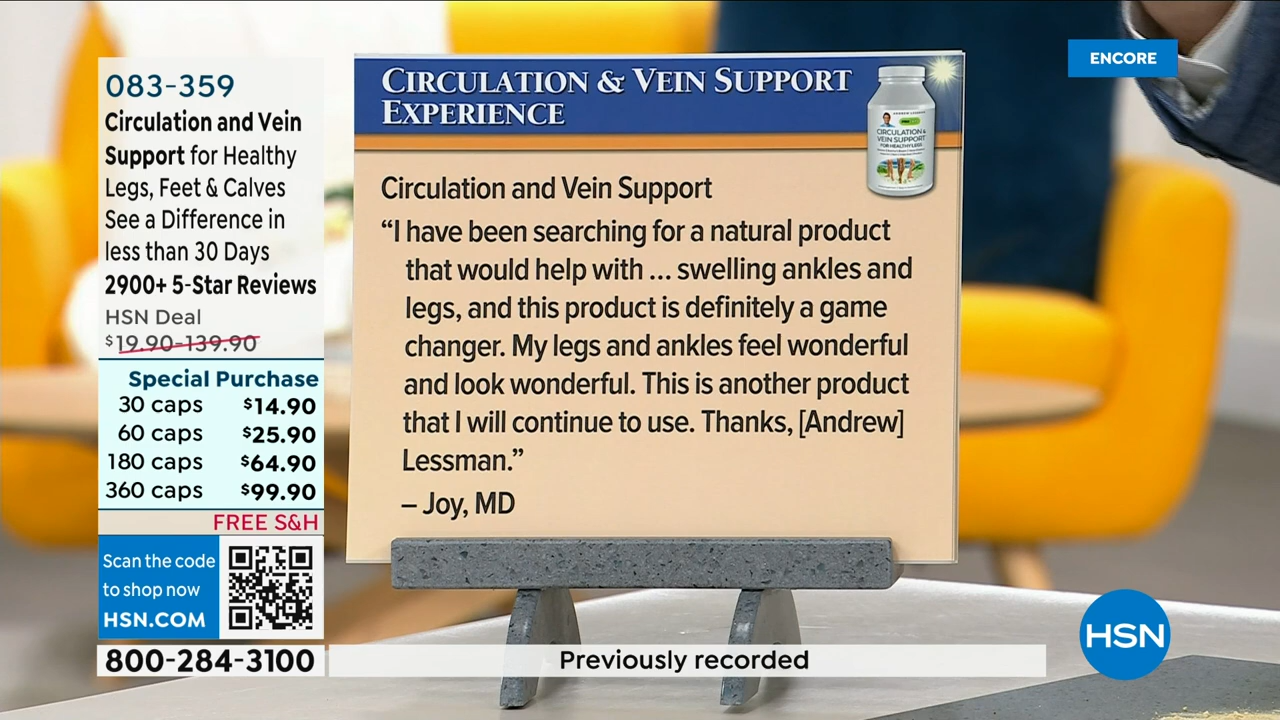 083-359
Circulation and Vein
Support for Healthy
Legs, Feet & Calves
See a Difference in
less than 30 Days
2900+ 5-Star Reviews
HSN Deal
$19.90-139.90
Special Purchase
30 caps $14.90
60 caps $25.90
180 caps $64.90
360 caps $99.90
FREE S&H
Scan the code
to shop now
HSN.COM
800-284-3100
CIRCULATION & VEIN SUPPORT
EXPERIENCE
CIRCULATION &
VEIN SUPPORT
FOR HEALTHY LEGS
Circulation and Vein Support
“I have been searching for a natural product
that would help with ... swelling ankles and
legs, and this product is definitely a game
changer. My legs and ankles feel wonderful
and look wonderful. This is another product
that I will continue to use. Thanks, [Andrew]
Lessman.”
– Joy, MD
ENCORE
HSN
Previously recorded